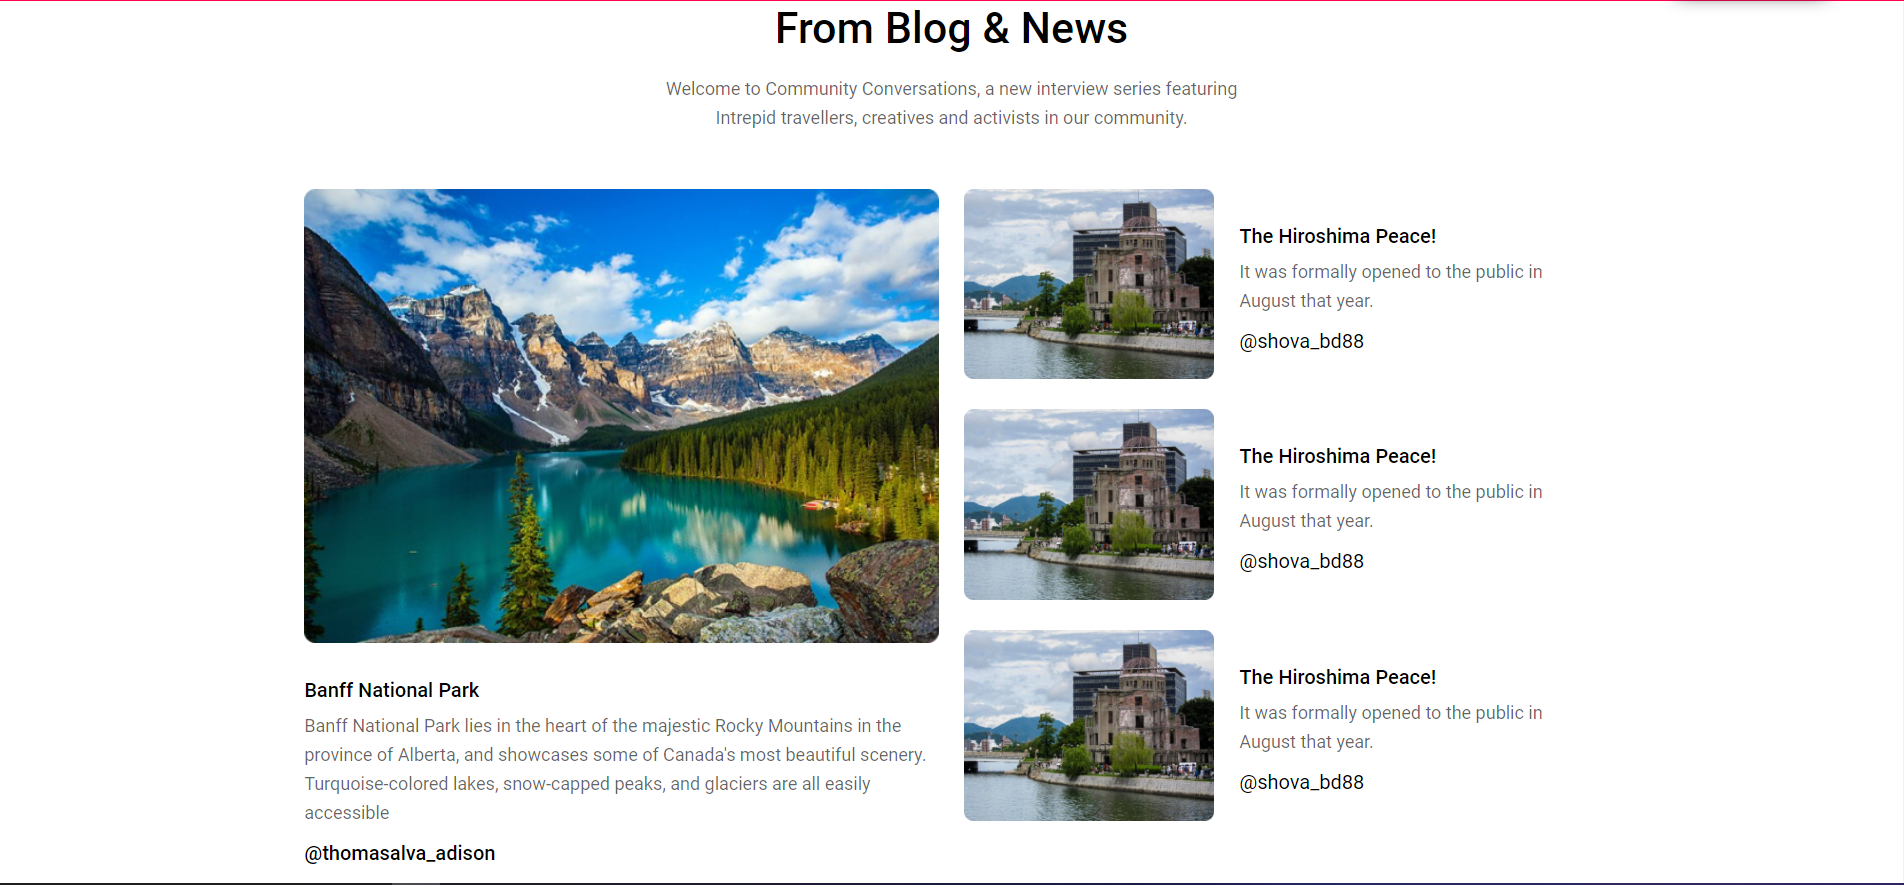 From Blog & News
Welcome to Community Conversations, a new interview series featuring
Intrepid travellers, creatives and activists in our community.
Banff National Park
Banff National Park lies in the heart of the majestic Rocky Mountains in the
province of Alberta, and showcases some of Canada's most beautiful scenery.
Turquoise-colored lakes, snow-capped peaks, and glaciers are all easily
accessible
@thomasalva_adison
The Hiroshima Peace!
It was formally opened to the public in
August that year.
@shova_bd88
The Hiroshima Peace!
It was formally opened to the public in
August that year.
@shova_bd88
The Hiroshima Peace!
It was formally opened to the public in
August that year.
@shova_bd88